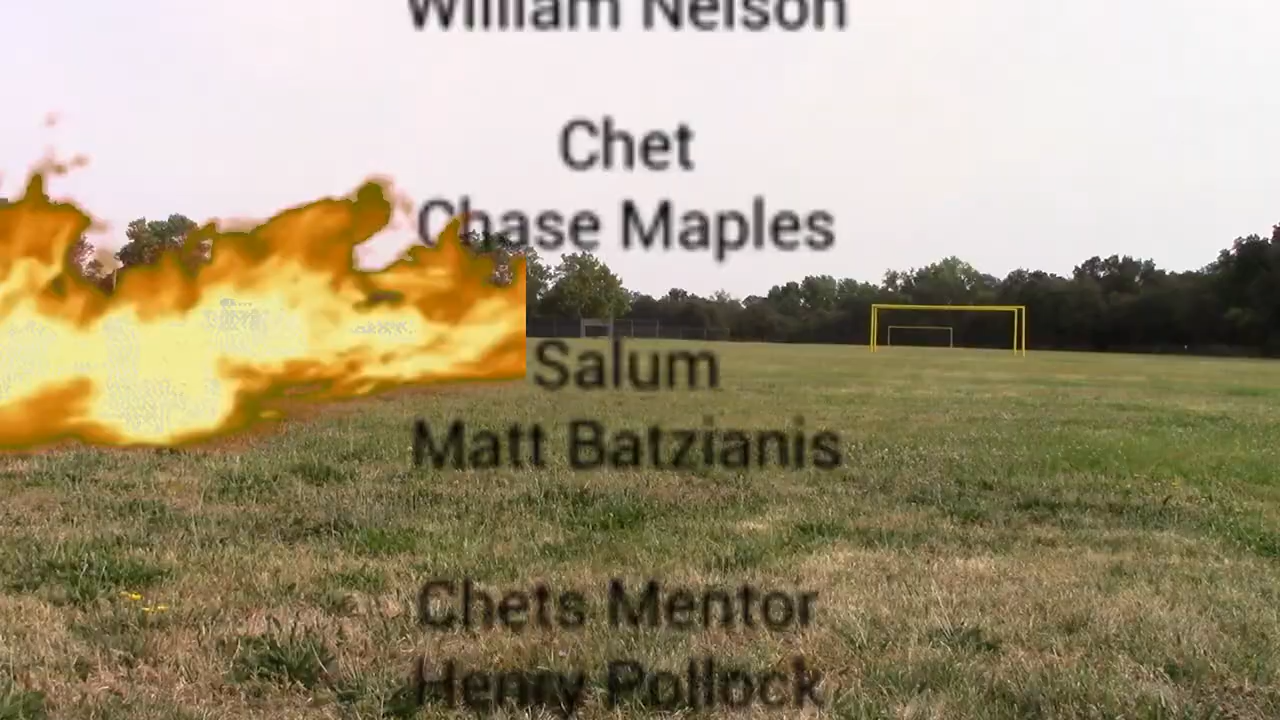 William Nelson
Chet
Chase Maples
Salum
Matt Batzianis
Chets Mentor
Henry Pollock